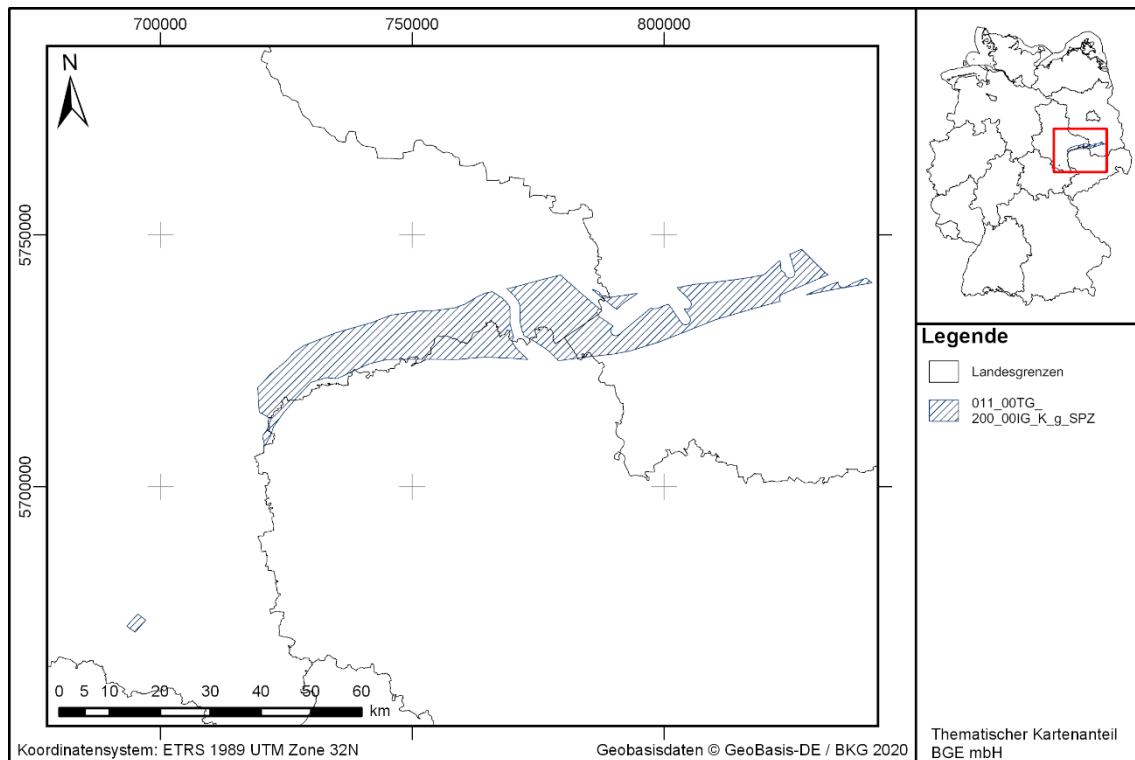 700000
750000
800000
N
5750000
5700000
0 5 10 20 30 40 50 60
km
Koordinatensystem: ETRS 1989 UTM Zone 32N
Geobasisdaten © GeoBasis-DE / BKG 2020
Legende
Landesgrenzen
011_00TG_
200_00IG_K_g_SPZ
Thematischer Kartenanteil
BGE mbH